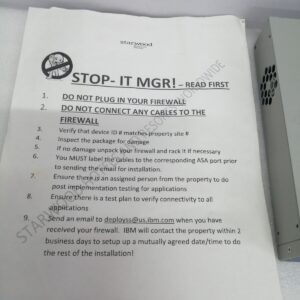 starwood
STOP- IT MGR! – READ FIRST
1. DO NOT PLUG IN YOUR FIREWALL
2. DO NOT CONNECT ANY CABLES TO THE
FIREWALL
3. Verify that device ID # matches property site #
4. Inspect the package for damage
5. If no damage unpack your firewall and rack it if necessary
6. You MUST label the cables to the corresponding ASA port prior
to sending the email for installation.
7. Ensure there is an assigned person from the property to do
post implementation testing for applications
8. Ensure there is a test plan to verify connectivity to all
applications
9. Send an email to deployss@us.ibm.com when you have
received your firewall. IBM will contact the property within 2
business days to setup up a mutually agreed date/time to do
the rest of the installation!